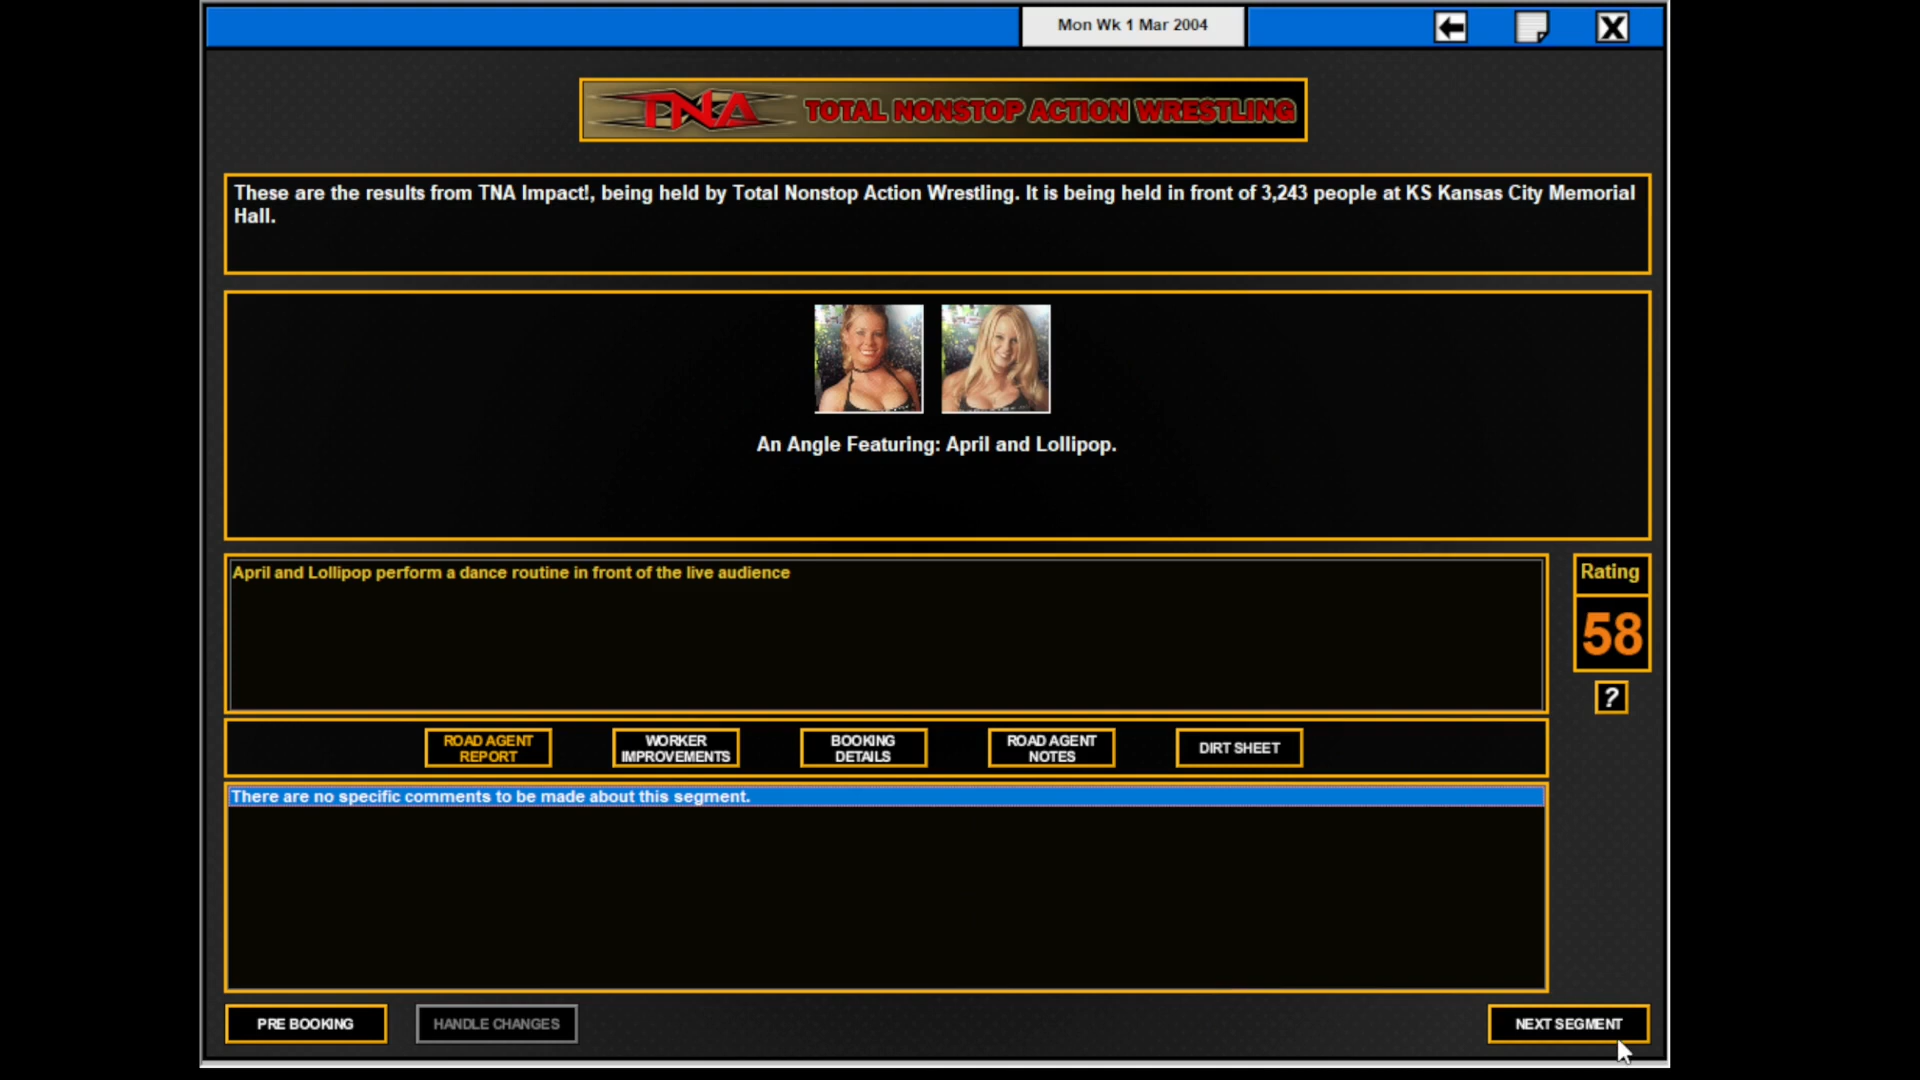 Mon Wk 1 Mar 2004
TNA TOTAL NONSTOP ACTION WRESTLING
These are the results from TNA Impact!, being held by Total Nonstop Action Wrestling. It is being held in front of 3,243 people at KS Kansas City Memorial
Hall.
An Angle Featuring: April and Lollipop.
April and Lollipop perform a dance routine in front of the live audience
Rating
58
?
ROAD AGENT
REPORT
WORKER
IMPROVEMENTS
BOOKING
DETAILS
ROAD AGENT
NOTES
DIRT SHEET
There are no specific comments to be made about this segment.
PRE BOOKING
HANDLE CHANGES
NEXT SEGMENT